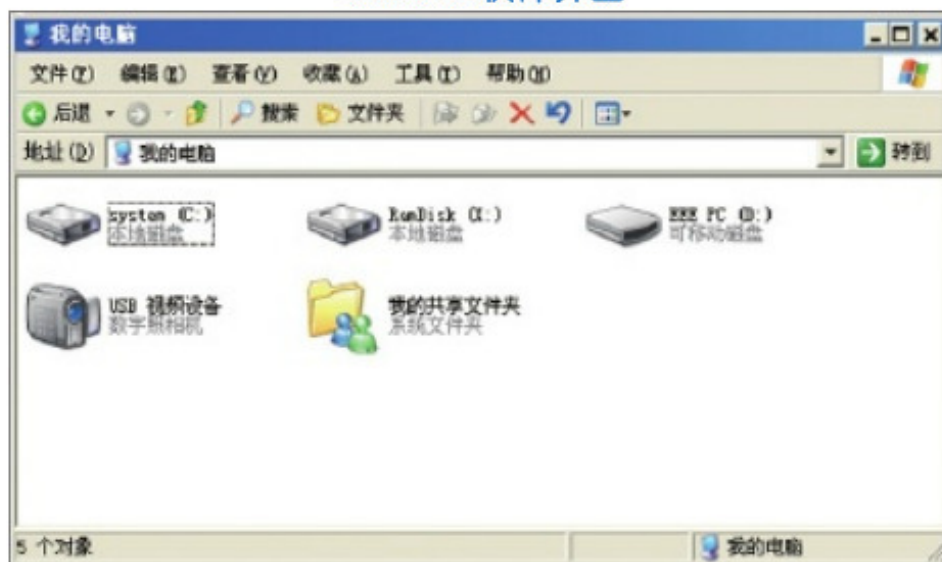 我的电脑
文件(F) 编辑(E) 查看(V) 收藏(A) 工具(T) 帮助(H)
后退 搜索 文件夹
地址(D) 我的电脑 转到
system (C:)
本地磁盘
RamDisk (X:)
本地磁盘
EEE PC (D:)
可移动磁盘
USB 视频设备
数字照相机
我的共享文件夹
系统文件夹
5 个对象 我的电脑